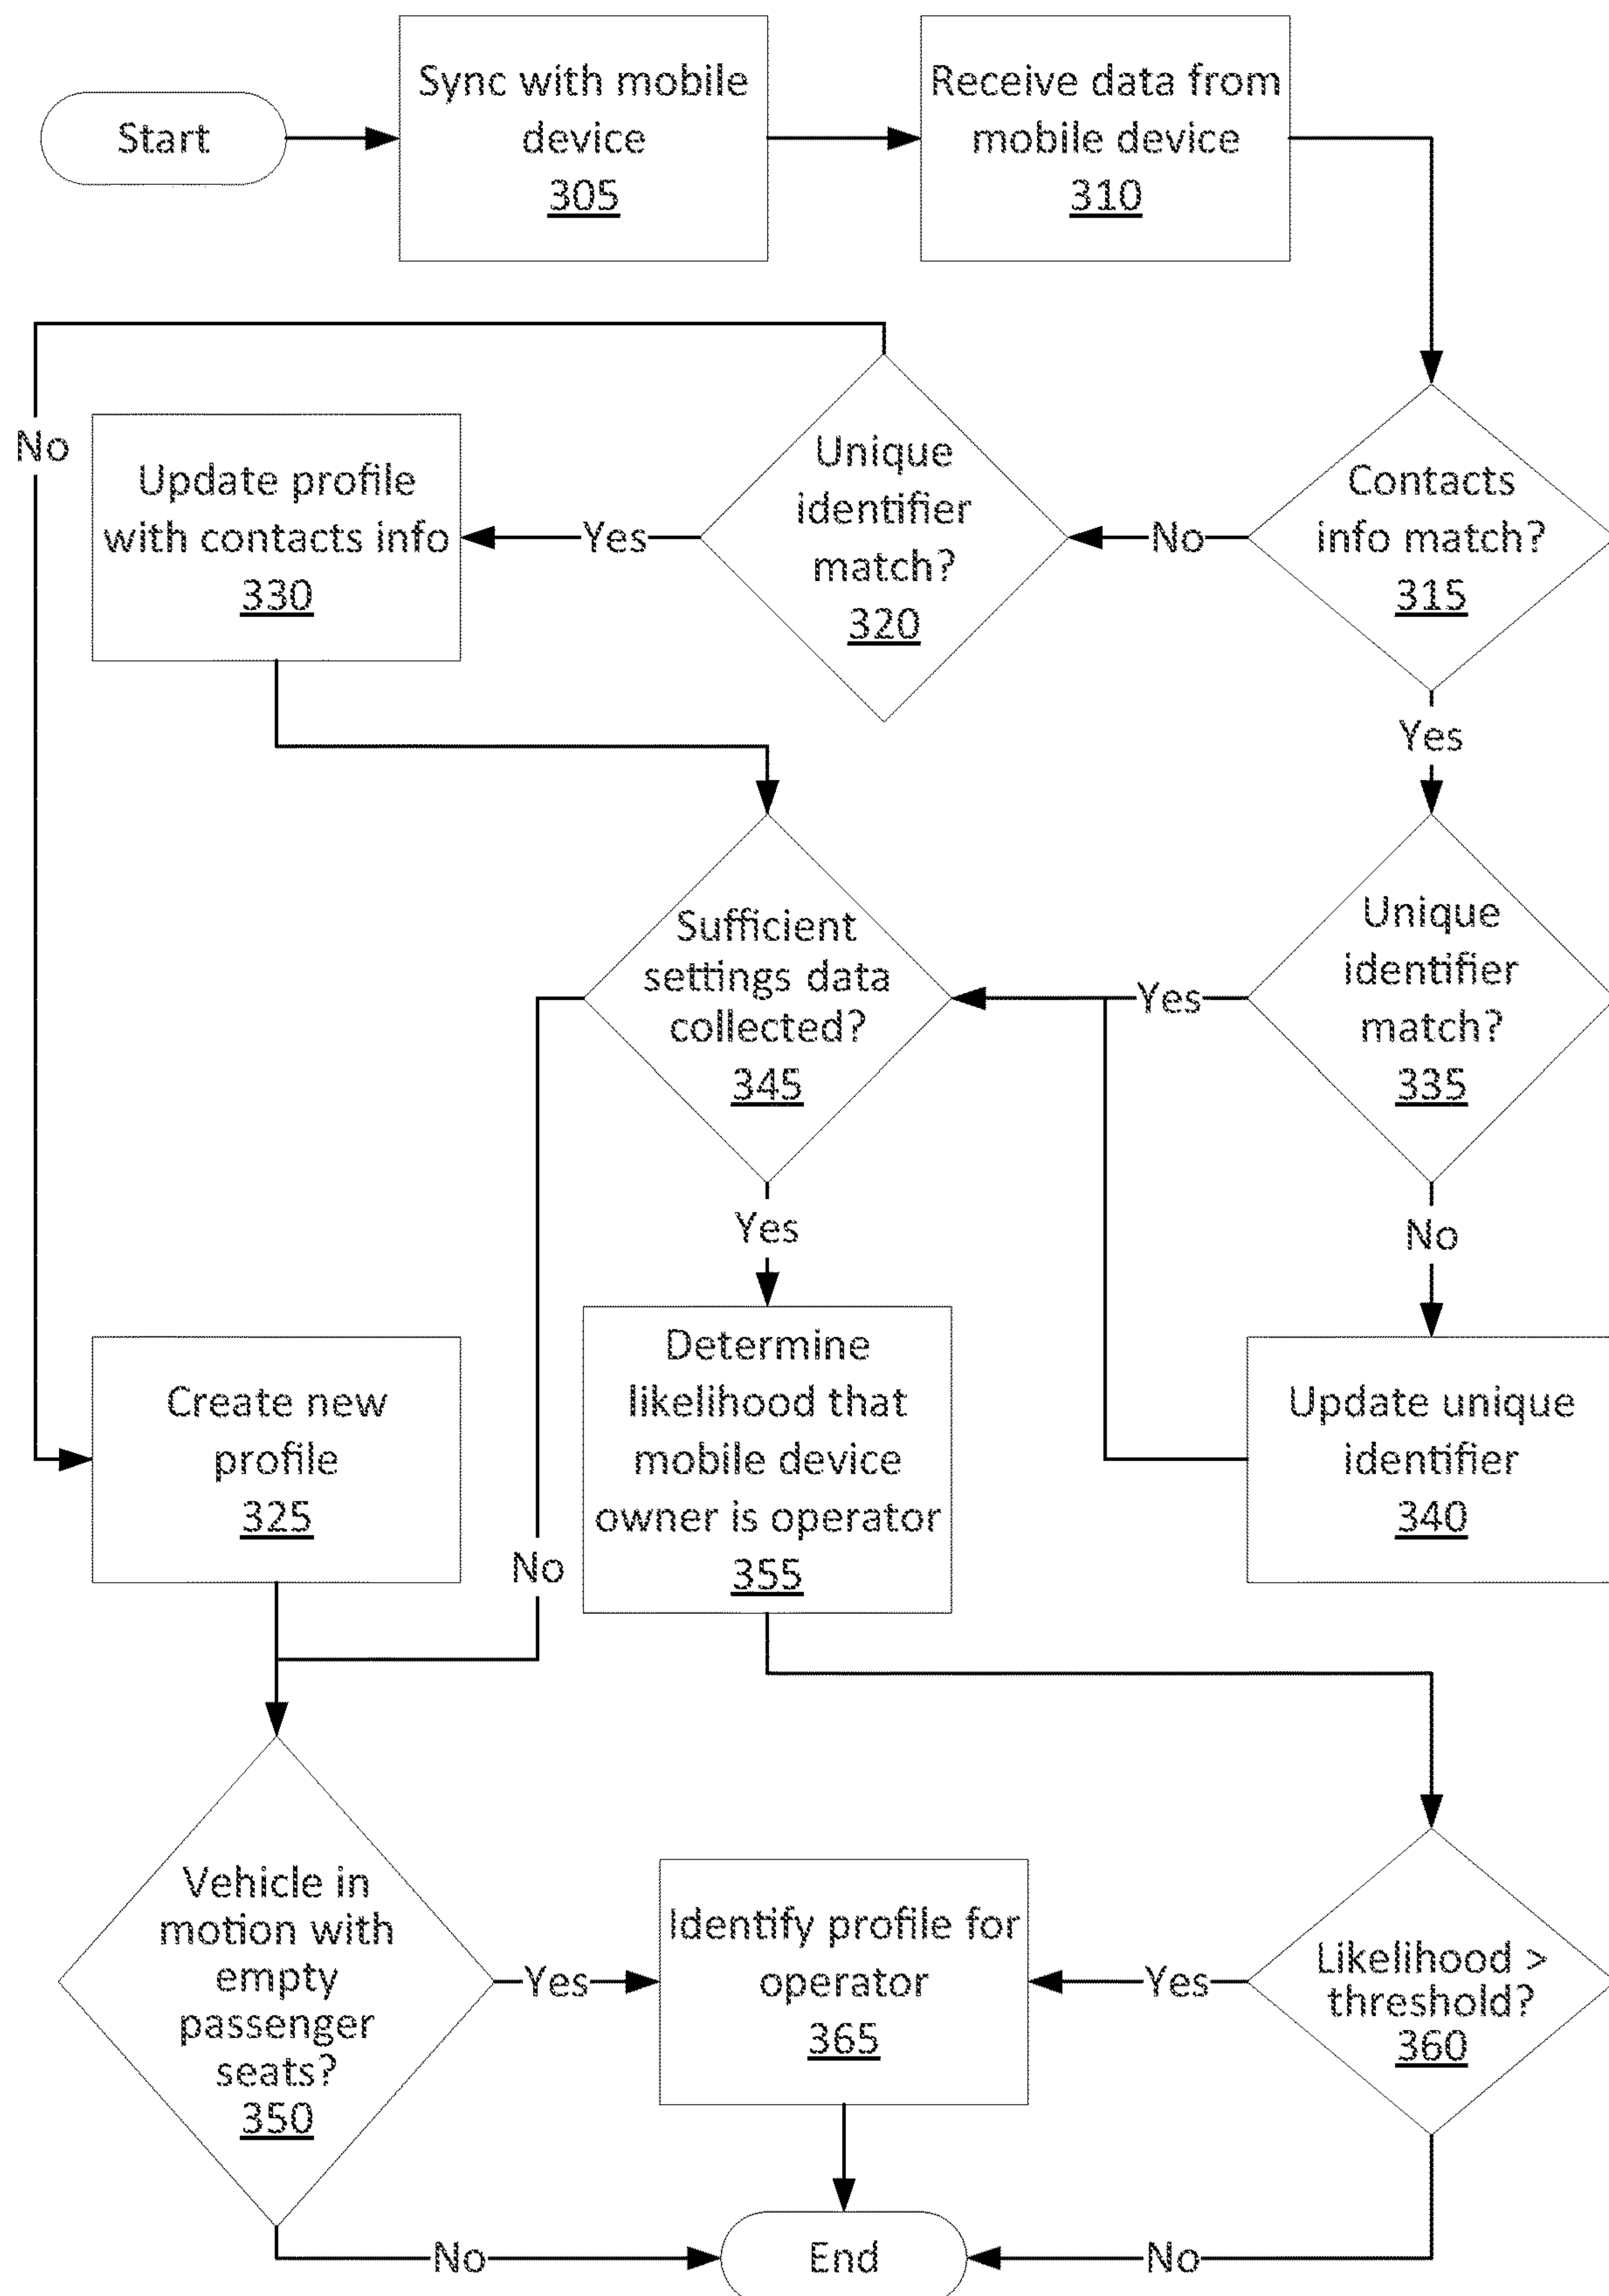 Start
Sync with mobile
device
305
Receive data from
mobile device
310
Contacts
info match?
315
No
Unique
identifier
match?
320
Yes
Update profile
with contacts info
330
No
Yes
Unique
identifier
match?
335
Yes
Sufficient
settings data
collected?
345
No
Update unique
identifier
340
Yes
Determine
likelihood that
mobile device
owner is operator
355
No
Create new
profile
325
Vehicle in
motion with
empty
passenger
seats?
350
Yes
Identify profile for
operator
365
Yes
Likelihood >
threshold?
360
No
End
No